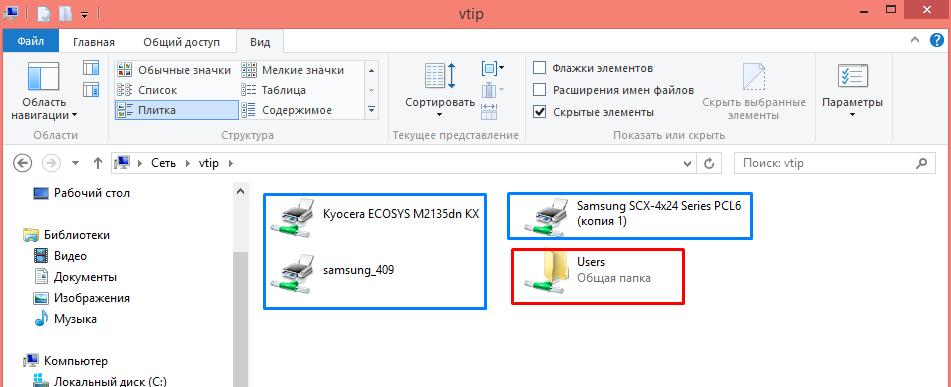 vtip
Файл
Главная
Общий доступ
Вид
Область
навигации
Области
Обычные значки
Мелкие значки
Список
Таблица
Плитка
Содержимое
Структура
Сортировать
Текущее представление
Флажки элементов
Расширения имен файлов
Скрытые элементы
Скрыть выбранные
элементы
Показать или скрыть
Параметры
Сеть
vtip
Поиск: vtip
Рабочий стол
Библиотеки
Видео
Документы
Изображения
Музыка
Компьютер
Локальный диск (C:)
Kyocera ECOSYS M2135dn KX
Samsung SCX-4x24 Series PCL6
(копия 1)
samsung_409
Users
Общая папка